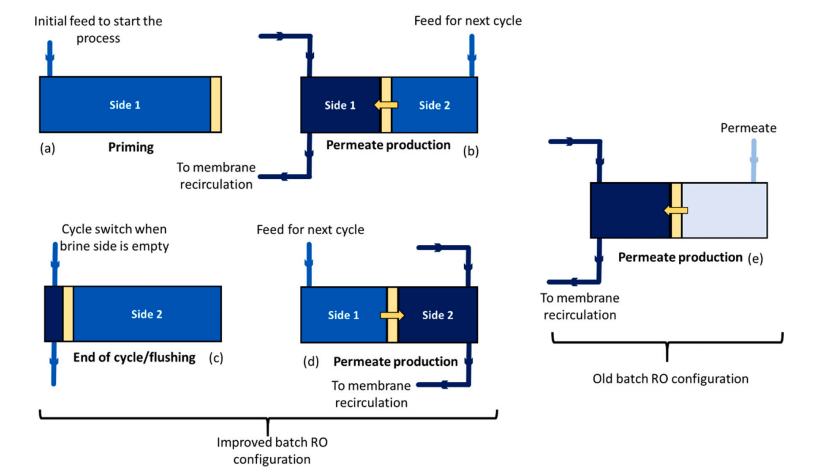 Initial feed to start the
process
Side 1
(a)
Priming
Feed for next cycle
Side 1
Side 2
Permeate production
(b)
To membrane
recirculation
Cycle switch when
brine side is empty
Side 2
End of cycle/flushing
(c)
Feed for next cycle
Side 1
Side 2
(d)
Permeate production
To membrane
recirculation
Improved batch RO
configuration
Permeate
Permeate production
(e)
To membrane
recirculation
Old batch RO configuration